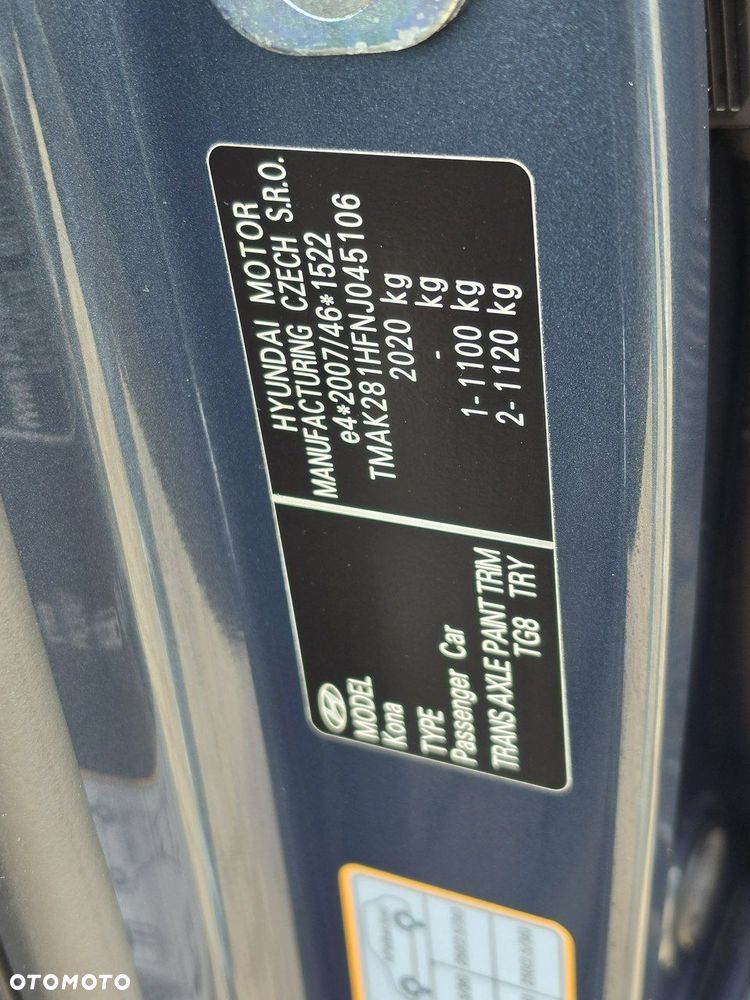 HYUNDAI MOTOR
MANUFACTURING CZECH S.R.O.
e4*2007/46*1522
TMAK281HFNJ045106
2020 kg
- kg
1-1100 kg
2-1120 kg
MODEL
Kona
TYPE
Passenger Car
TRANS AXLE PAINT TRIM
TG8 TRY
OTOMOTO